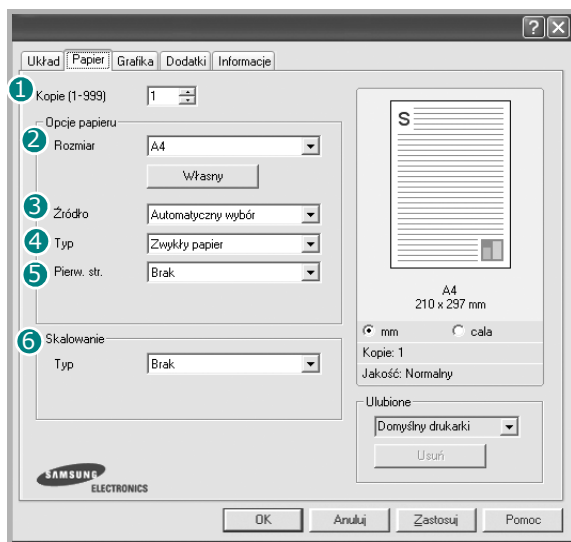 Układ Papier Grafika Dodatki Informacje
1 Kopie (1-999) 1
Opcje papieru
2 Rozmiar A4
Własny
3 Źródło Automatyczny wybór
4 Typ Zwykły papier
5 Pierw. str. Brak
6 Skalowanie
Typ Brak
S
A4
210 x 297 mm
mm cala
Kopie: 1
Jakość: Normalny
Ulubione
Domyślny drukarki
Usuń
SAMSUNG
ELECTRONICS
OK Anuluj Zastosuj Pomoc